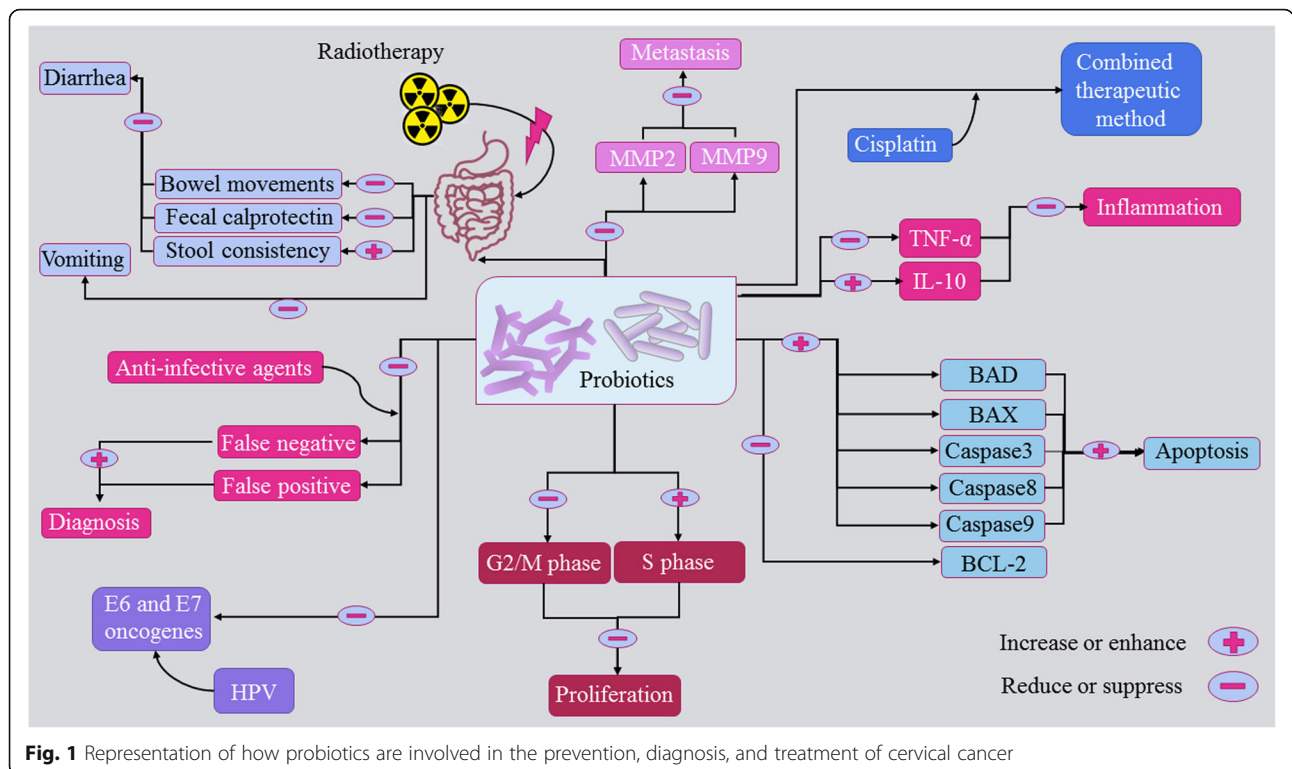 Radiotherapy
Metastasis
Combined
therapeutic
method
Diarrhea
Cisplatin
MMP2
MMP9
Bowel movements
Fecal calprotectin
Stool consistency
Vomiting
Inflammation
TNF-α
IL-10
Probiotics
Anti-infective agents
False negative
False positive
Diagnosis
BAD
BAX
Caspase3
Caspase8
Caspase9
BCL-2
Apoptosis
G2/M phase
S phase
Proliferation
E6 and E7
oncogenes
HPV
Increase or enhance
Reduce or suppress
Fig. 1 Representation of how probiotics are involved in the prevention, diagnosis, and treatment of cervical cancer